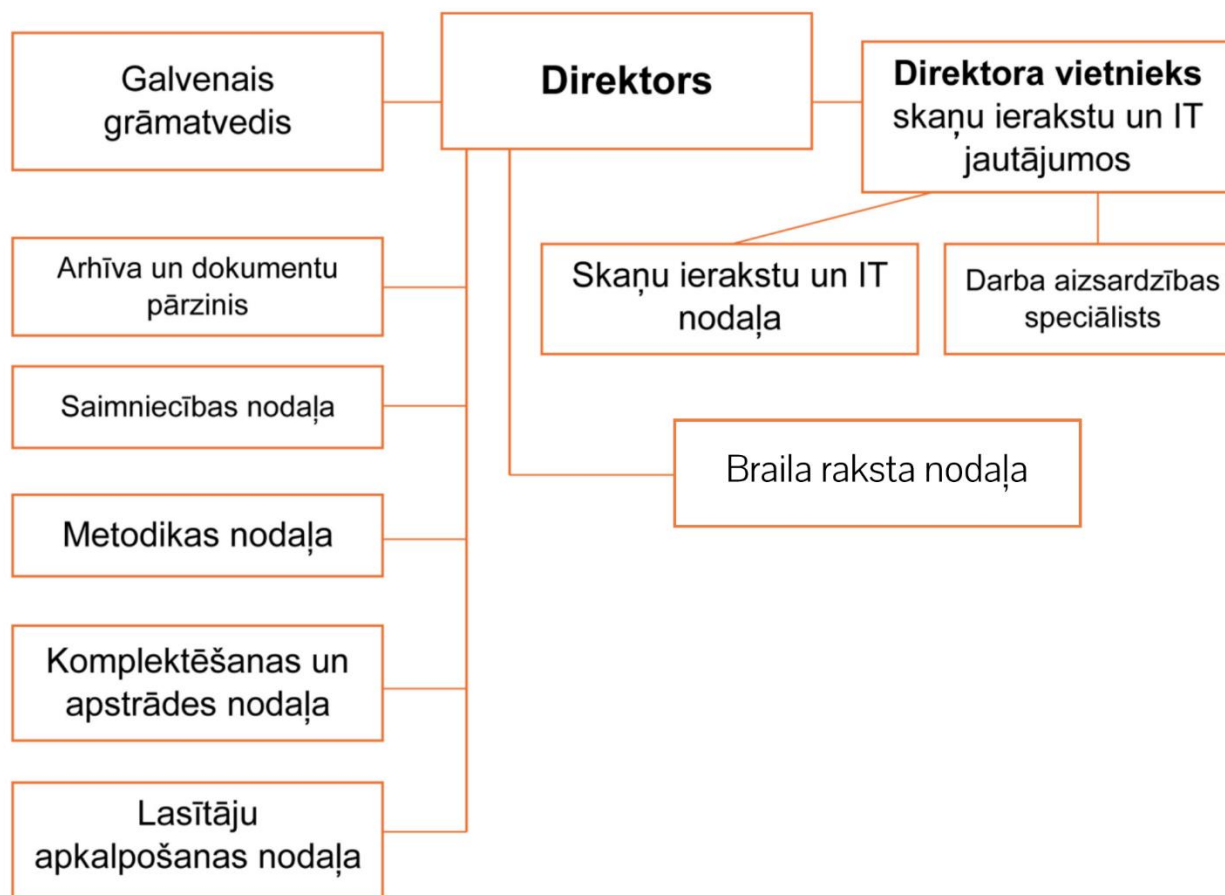 Galvenais
grāmatvedis
Direktors
Direktora vietnieks
skaņu ierakstu un IT
jautājumos
Arhīva un dokumentu
pārzinis
Skaņu ierakstu un IT
nodaļa
Darba aizsardzības
speciālists
Saimniecības nodaļa
Braila raksta nodaļa
Metodikas nodaļa
Komplektēšanas un
apstrādes nodaļa
Lasītāju
apkalpošanas nodaļa